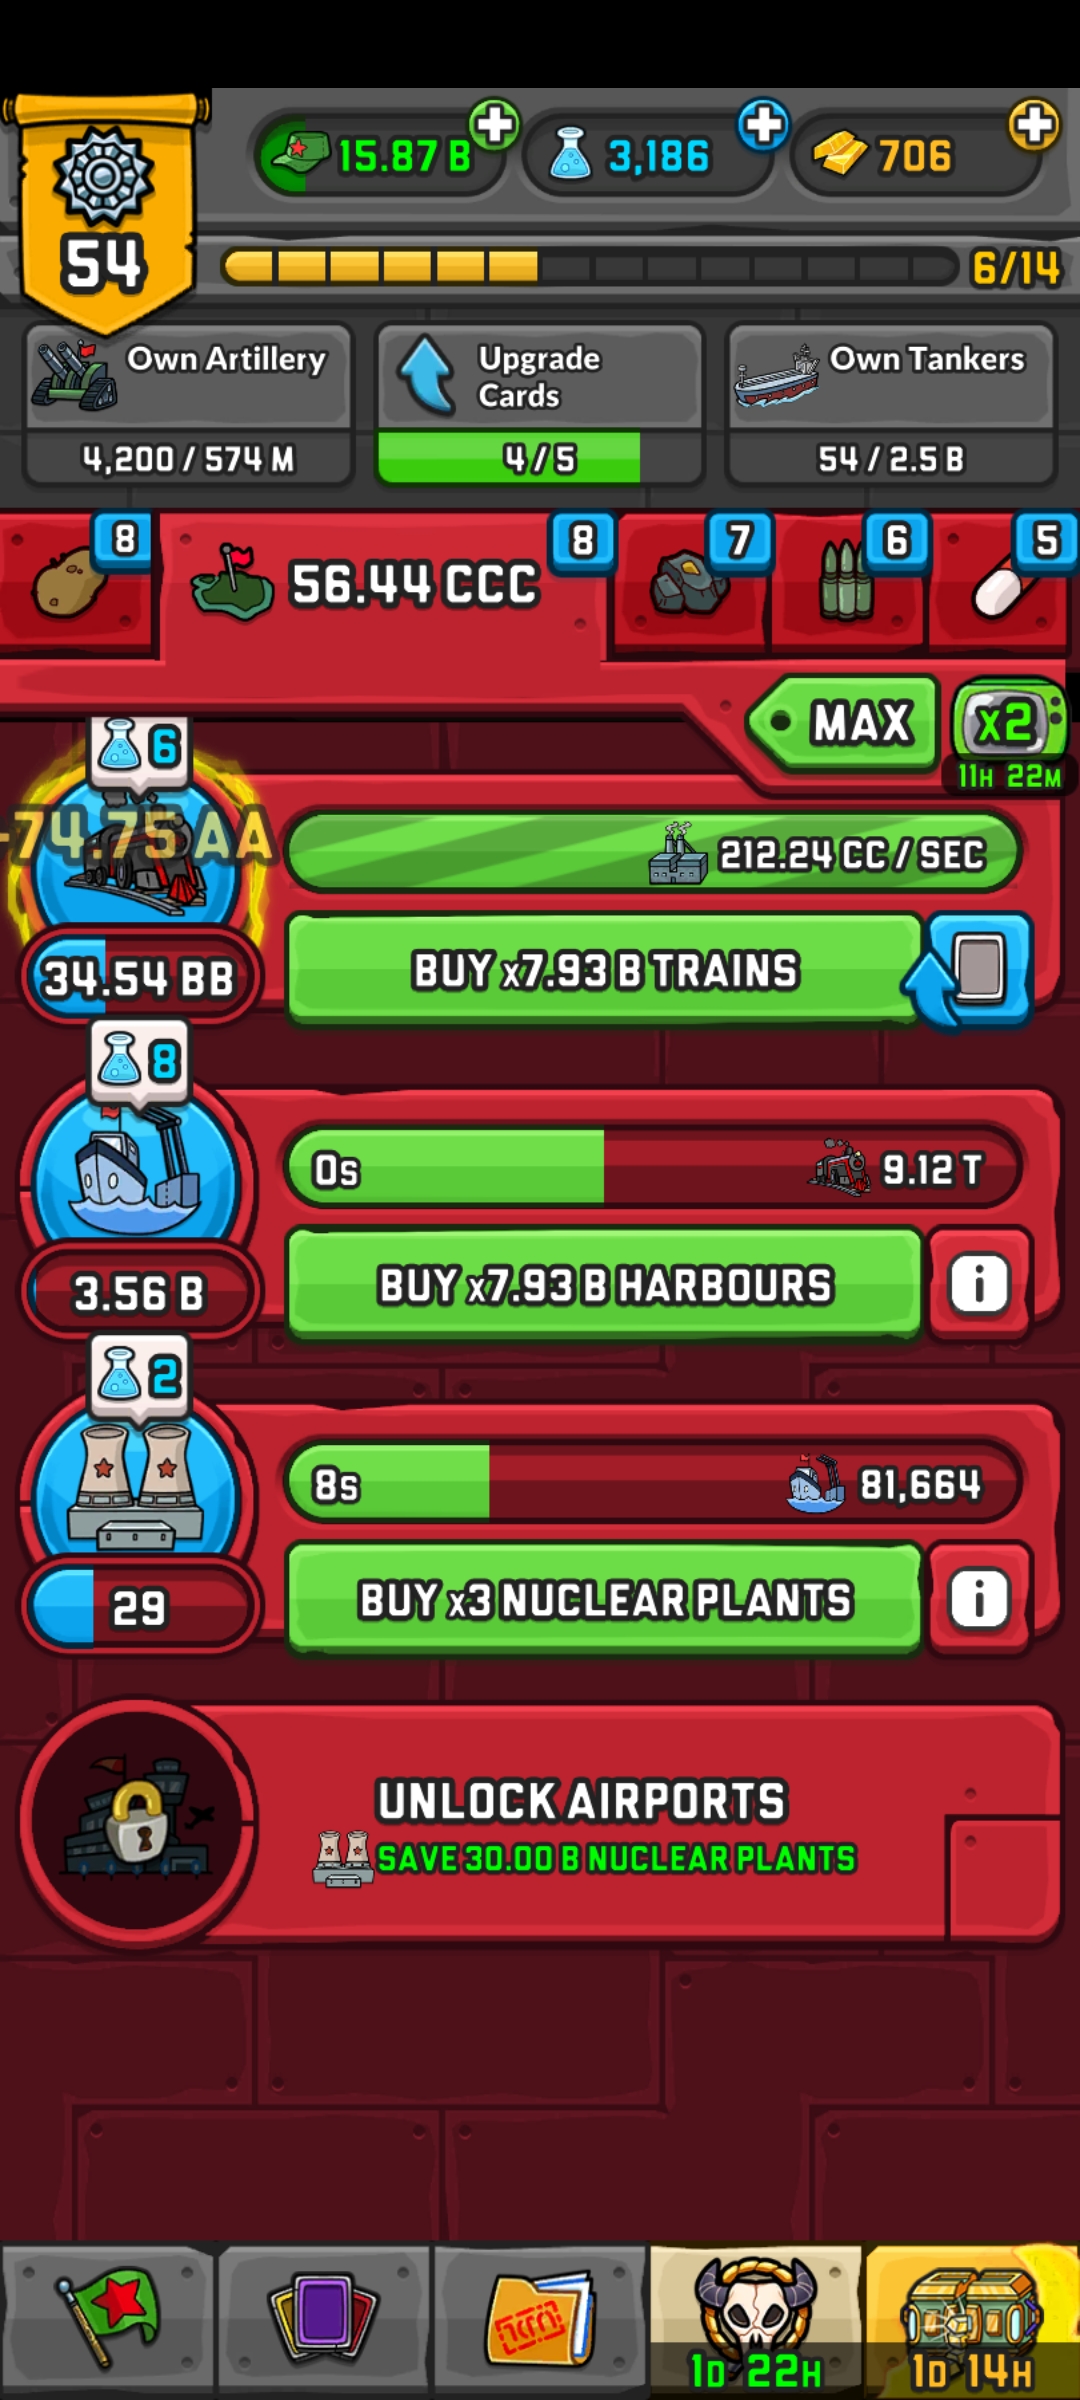 54
15.87 B
3,186
706
6/14
Own Artillery
4,200 / 574 M
Upgrade
Cards
4 / 5
Own Tankers
54 / 2.5 B
8
56.44 CCC
8
7
6
5
MAX
x2
11H 22M
6
-74.75 AA
212.24 CC / SEC
34.54 BB
BUY x7.93 B TRAINS
8
0s
9.12 T
3.56 B
BUY x7.93 B HARBOURS
i
2
8s
81,664
29
BUY x3 NUCLEAR PLANTS
i
UNLOCK AIRPORTS
SAVE 30.00 B NUCLEAR PLANTS
1D 22H
1D 14H